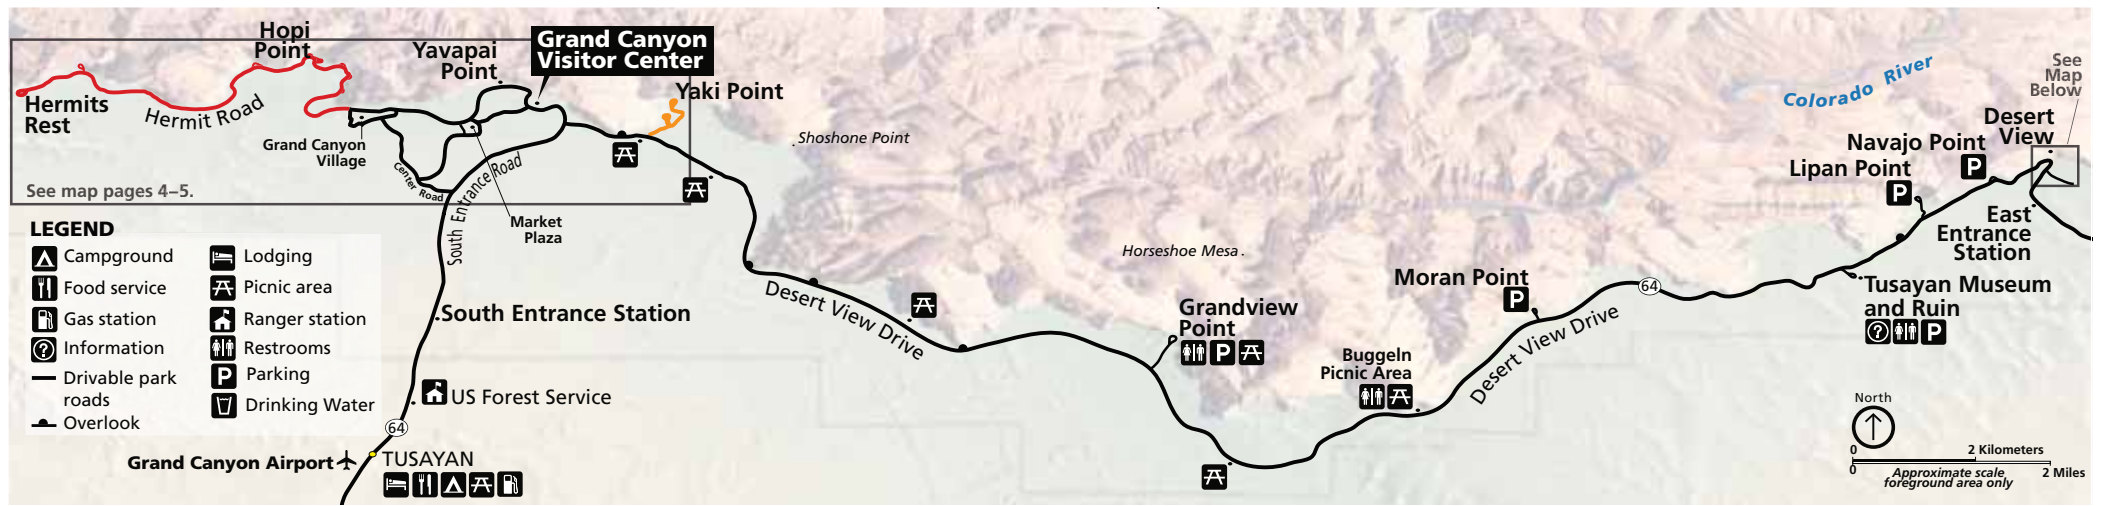 Hopi
Point
Yavapai
Point
Grand Canyon
Visitor Center
Yaki Point
Hermits
Rest
Hermit Road
Grand Canyon
Village
Center Road
South Entrance Road
Market
Plaza
See map pages 4–5.
Shoshone Point
Colorado River
See
Map
Below
Desert
View
Navajo Point
P
Lipan Point
P
East
Entrance
Station
LEGEND
Campground
Food service
Gas station
? Information
Drivable park
roads
Overlook
Lodging
Picnic area
Ranger station
Restrooms
P Parking
Drinking Water
South Entrance Station
US Forest Service
64
Grand Canyon Airport
TUSAYAN
Desert View Drive
Horseshoe Mesa
Grandview
Point
P
Moran Point
P
Buggeln
Picnic Area
Desert View Drive
64
Tusayan Museum
and Ruin
? P
North
0 2 Kilometers
0 2 Miles
Approximate scale
foreground area only